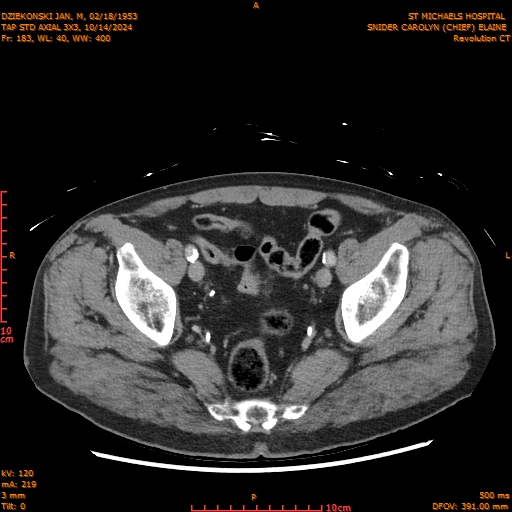 A
DZIEKONSKI JAN, M, 02/18/1953
TAP STD AXIAL 3X3, 10/14/2024
Fr: 183, WL: 40, WW: 400
ST MICHAELS HOSPITAL
SNIDER CAROLYN (CHIEF) ELAINE
Revolution CT
R
L
10
cm
kV: 120
mA: 219
3 mm
Tilt: 0
P
10cm
500 ms
DFOV: 391.00 mm